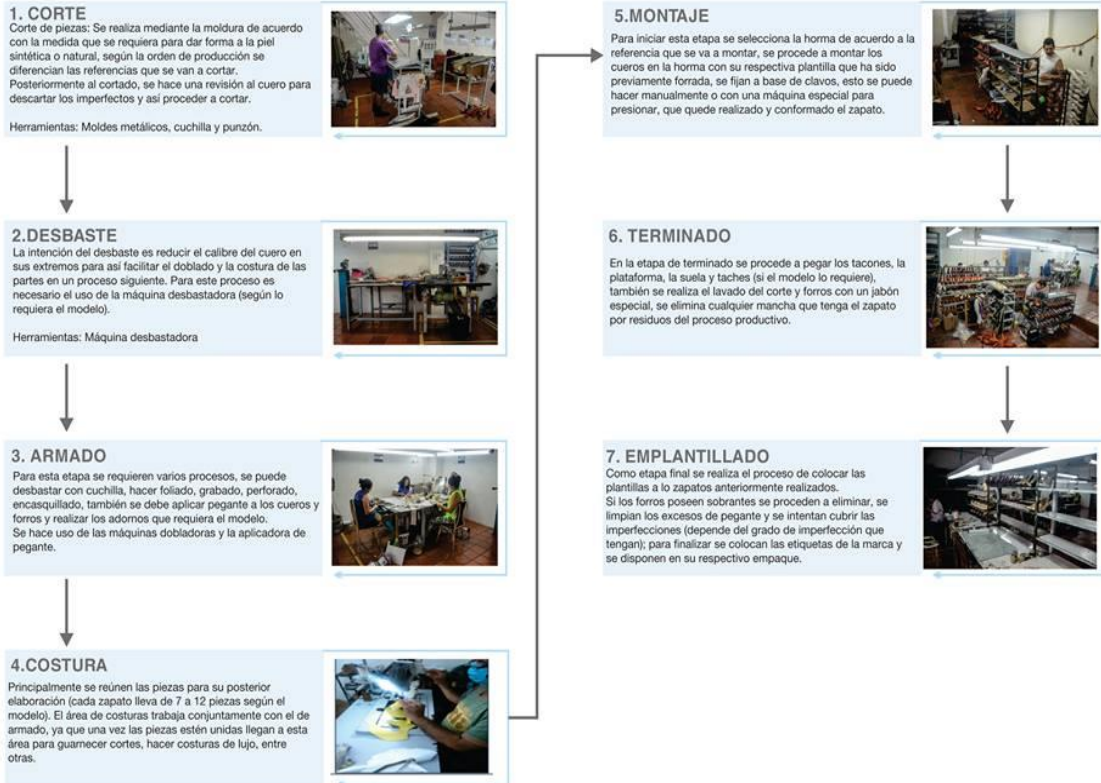 1. CORTE
Corte de piezas: Se realiza mediante la moldura de acuerdo
con la medida que se requiera para dar forma a la piel
sintética o natural, según la orden de producción se
diferencian las referencias que se van a cortar.
Posteriormente al cortado, se hace una revisión al cuero para
descartar los imperfectos y así proceder a cortar.
Herramientas: Moldes metálicos, cuchilla y punzón.
2.DESBASTE
La intención del desbaste es reducir el calibre del cuero en
sus extremos para así facilitar el doblado y la costura de las
partes en un proceso siguiente. Para este proceso es
necesario el uso de la máquina desbastadora (según lo
requiera el modelo).
Herramientas: Máquina desbastadora
3. ARMADO
Para esta etapa se requieren varios procesos, se puede
desbastar con cuchilla, hacer foliado, grabado, perforado,
encasquillado, también se debe aplicar pegante a los cueros y
forros y realizar los adornos que requiera el modelo.
Se hace uso de las máquinas dobladoras y la aplicadora de
pegante.
4.COSTURA
Principalmente se reúnen las piezas para su posterior
elaboración (cada zapato lleva de 7 a 12 piezas según el
modelo). El área de costuras trabaja conjuntamente con el de
armado, ya que una vez las piezas estén unidas llegan a esta
área para guarnecer cortes, hacer costuras de lujo, entre
otras.
5.MONTAJE
Para iniciar esta etapa se selecciona la horma de acuerdo a la
referencia que se va a montar, se procede a montar los
cueros en la horma con su respectiva plantilla que ha sido
previamente forrada, se fijan a base de clavos, esto se puede
hacer manualmente o con una máquina especial para
presionar, que quede realizado y conformado el zapato.
6. TERMINADO
En la etapa de terminado se procede a pegar los tacones, la
plataforma, la suela y taches (si el modelo lo requiere),
también se realiza el lavado del corte y forros con un jabón
especial, se elimina cualquier mancha que tenga el zapato
por residuos del proceso productivo.
7. EMPLANTILLADO
Como etapa final se realiza el proceso de colocar las
plantillas a lo zapatos anteriormente realizados.
Si los forros poseen sobrantes se proceden a eliminar, se
limpian los excesos de pegante y se intentan cubrir las
imperfecciones (depende del grado de imperfección que
tengan); para finalizar se colocan las etiquetas de la marca y
se disponen en su respectivo empaque.